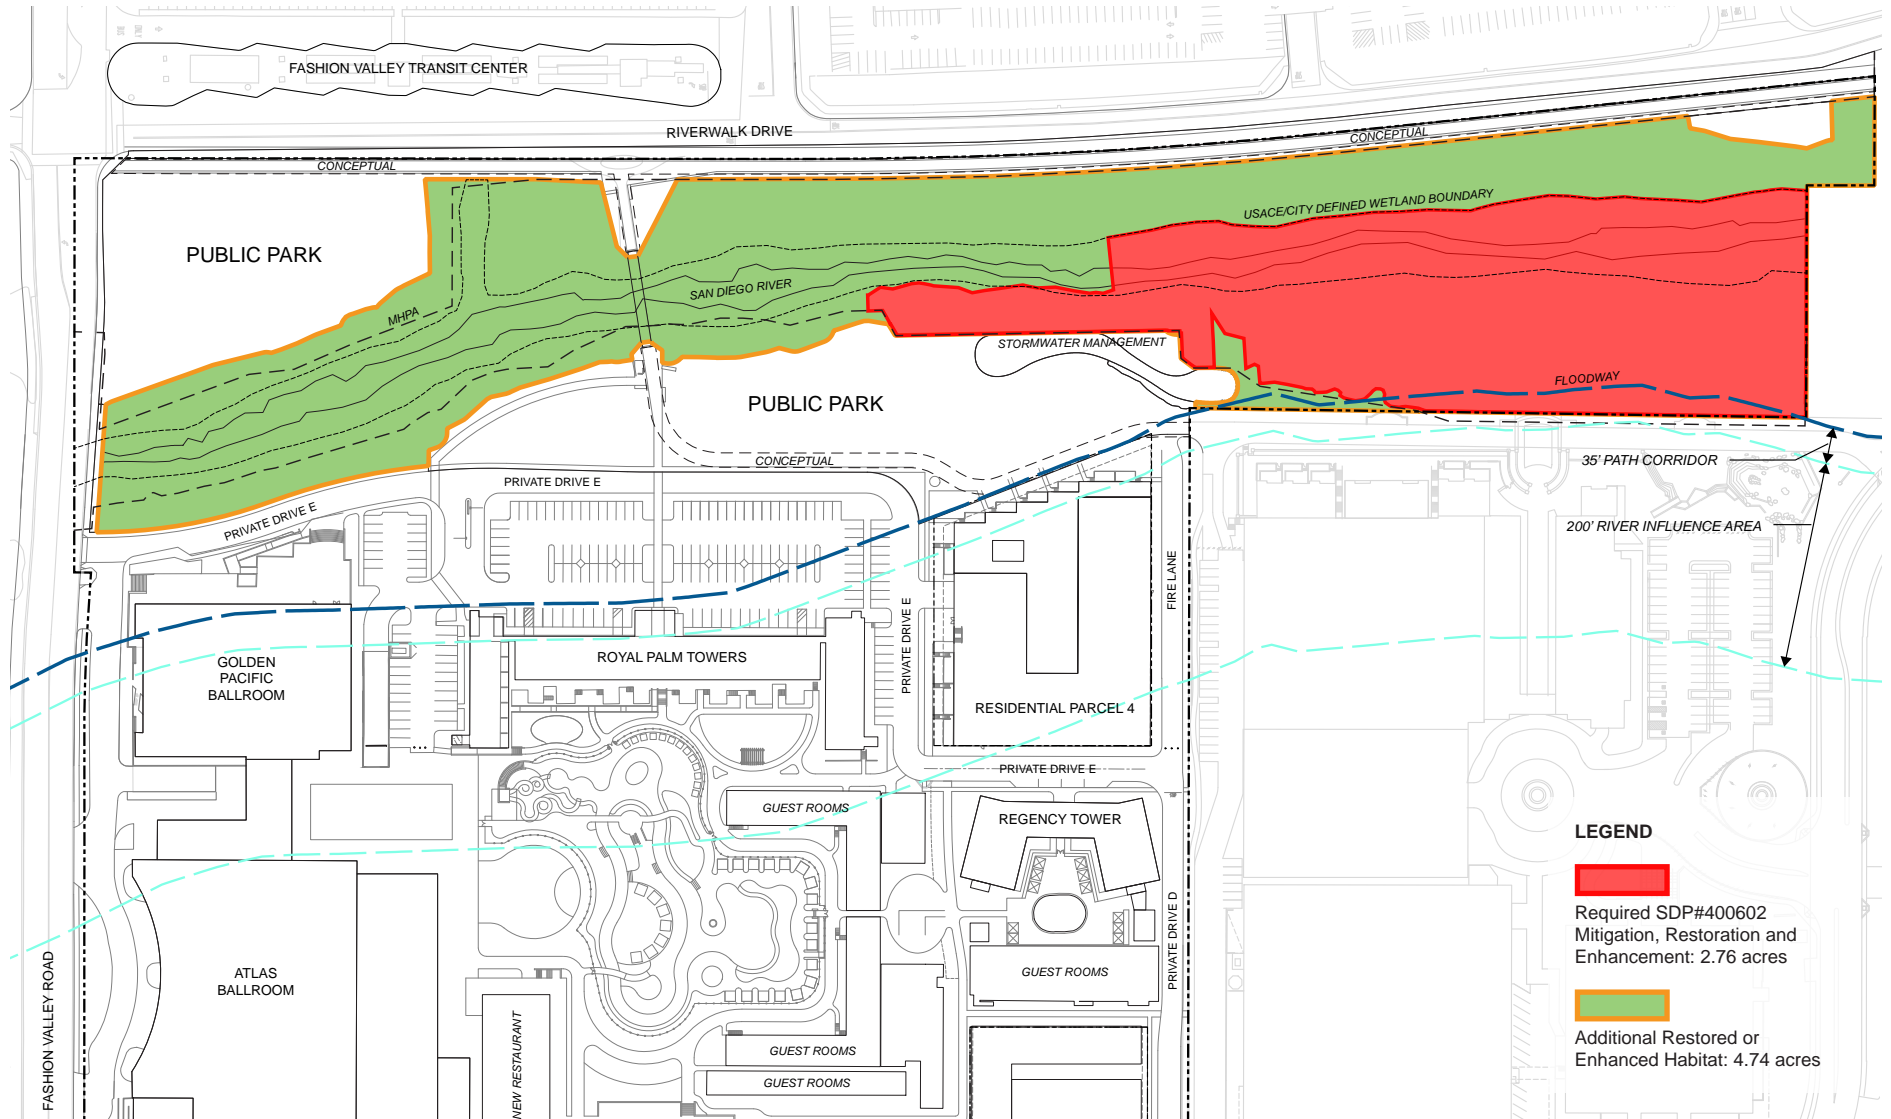 FASHION VALLEY TRANSIT CENTER
RIVERWALK DRIVE
CONCEPTUAL
CONCEPTUAL
USACE/CITY DEFINED WETLAND BOUNDARY
PUBLIC PARK
SAN DIEGO RIVER
MHPA
STORMWATER MANAGEMENT
FLOODWAY
PUBLIC PARK
CONCEPTUAL
35' PATH CORRIDOR
PRIVATE DRIVE E
PRIVATE DRIVE E
200' RIVER INFLUENCE AREA
FIRE LANE
PRIVATE DRIVE E
GOLDEN
PACIFIC
BALLROOM
ROYAL PALM TOWERS
RESIDENTIAL PARCEL 4
PRIVATE DRIVE E
GUEST ROOMS
REGENCY TOWER
PRIVATE DRIVE D
GUEST ROOMS
ATLAS
BALLROOM
FASHION VALLEY ROAD
NEW RESTAURANT
GUEST ROOMS
GUEST ROOMS
LEGEND
Required SDP#400602
Mitigation, Restoration and
Enhancement: 2.76 acres
Additional Restored or
Enhanced Habitat: 4.74 acres